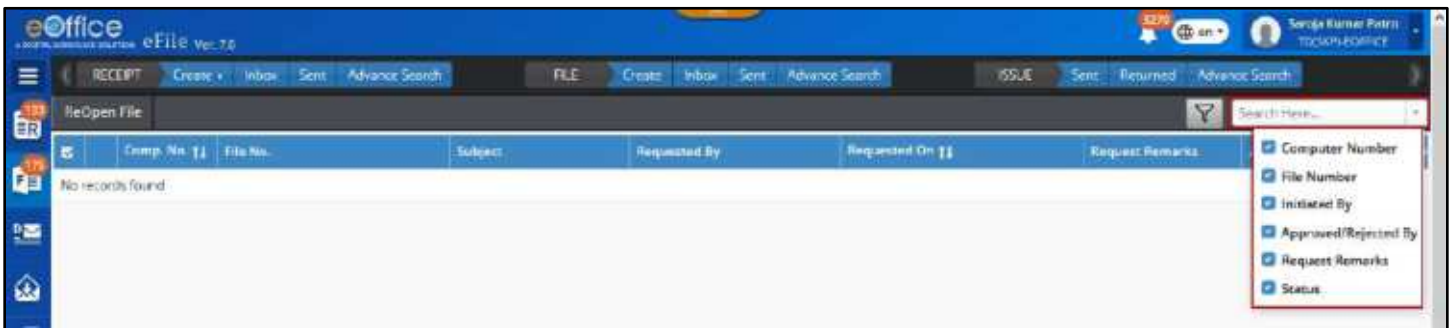 eOffice
eFile Ver. 7.0
3270
en
Saroja Kumar Patro
RECEIPT Create Inbox Sent Advance Search FILE Create Inbox Sent Advance Search ISSUE Sent Returned Advance Search
ReOpen File
Search Here...
Comp. No. File No. Subject Requested By Requested On Request Remarks
No records found
Computer Number
File Number
Initiated By
Approved/Rejected By
Request Remarks
Status